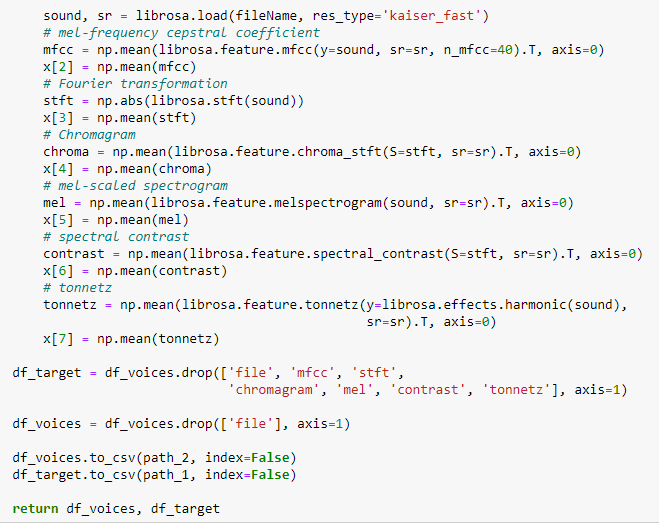 sound, sr = librosa.load(fileName, res_type='kaiser_fast')
# mel-frequency cepstral coefficient
mfcc = np.mean(librosa.feature.mfcc(y=sound, sr=sr, n_mfcc=40).T, axis=0)
x[2] = np.mean(mfcc)
# Fourier transformation
stft = np.abs(librosa.stft(sound))
x[3] = np.mean(stft)
# Chromagram
chroma = np.mean(librosa.feature.chroma_stft(S=stft, sr=sr).T, axis=0)
x[4] = np.mean(chroma)
# mel-scaled spectrogram
mel = np.mean(librosa.feature.melspectrogram(sound, sr=sr).T, axis=0)
x[5] = np.mean(mel)
# spectral contrast
contrast = np.mean(librosa.feature.spectral_contrast(S=stft, sr=sr).T, axis=0)
x[6] = np.mean(contrast)
# tonnetz
tonnetz = np.mean(librosa.feature.tonnetz(y=librosa.effects.harmonic(sound),
sr=sr).T, axis=0)
x[7] = np.mean(tonnetz)
df_target = df_voices.drop(['file', 'mfcc', 'stft',
'chromagram', 'mel', 'contrast', 'tonnetz'], axis=1)
df_voices = df_voices.drop(['file'], axis=1)
df_voices.to_csv(path_2, index=False)
df_target.to_csv(path_1, index=False)
return df_voices, df_target